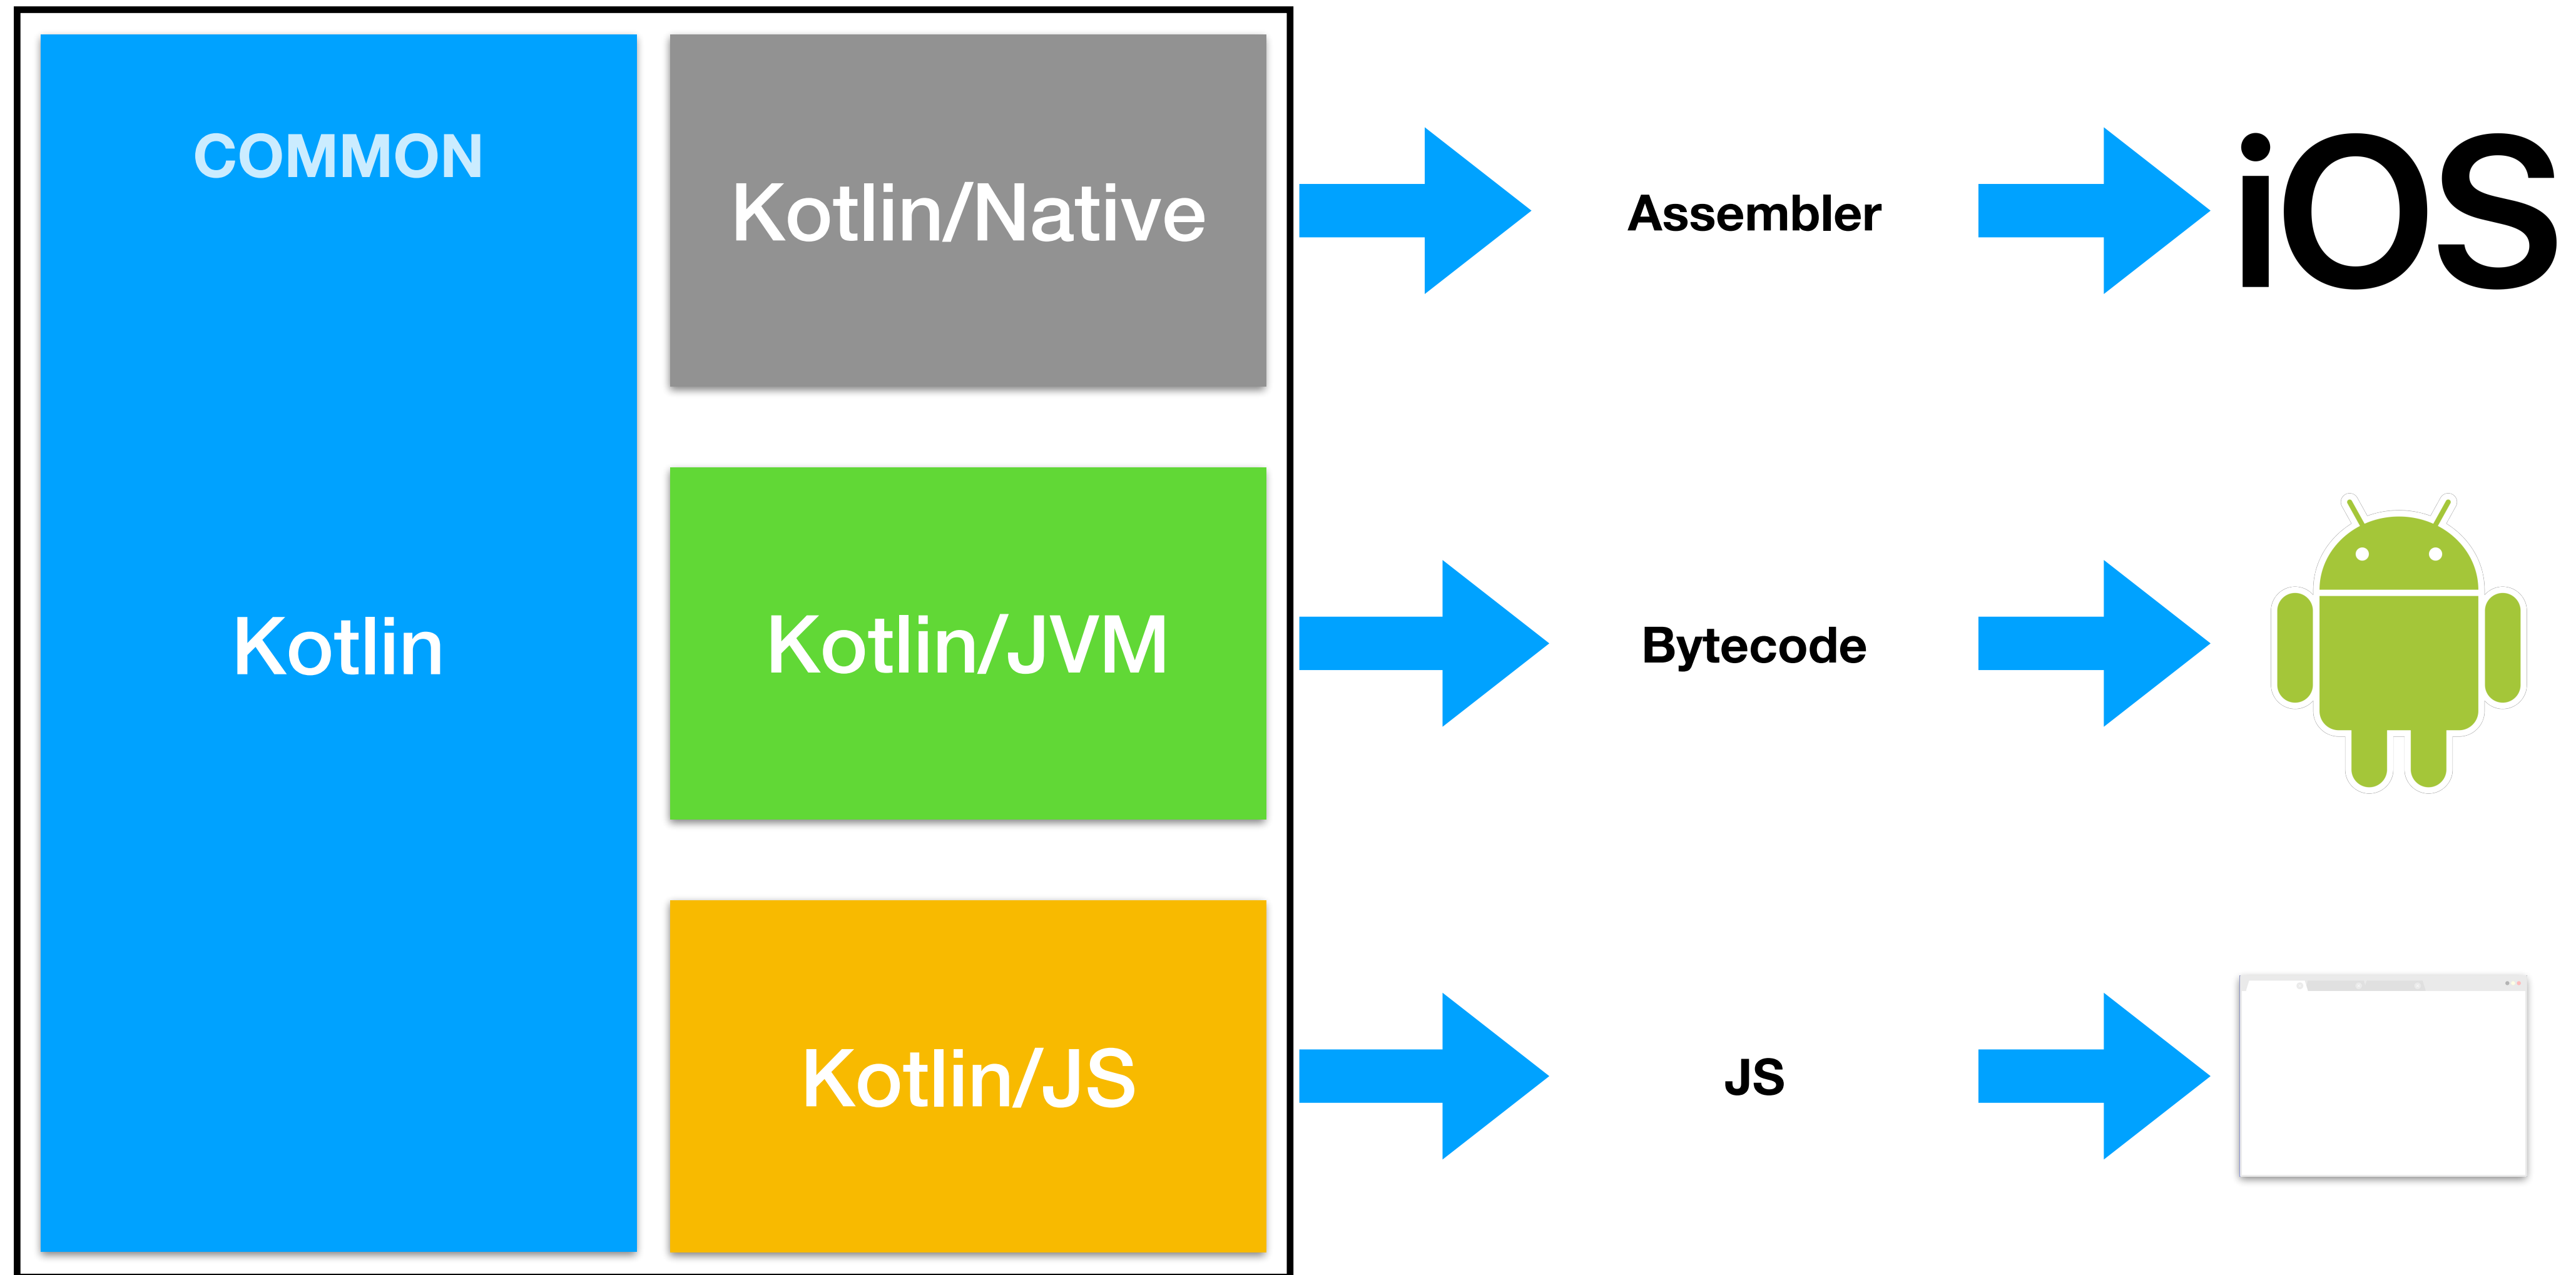 COMMON
Kotlin
Kotlin/Native
Assembler
iOS
Kotlin/JVM
Bytecode
Kotlin/JS
JS